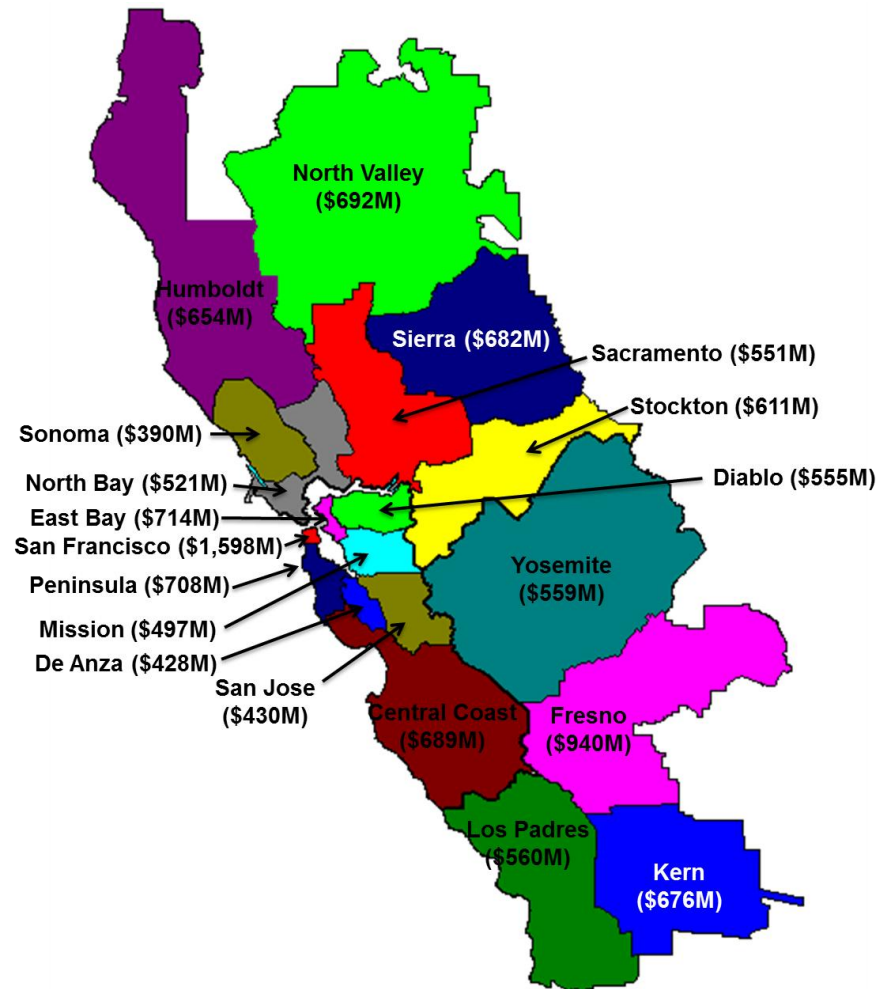 North Valley
($692M)
Humboldt
($654M)
Sierra ($682M)
Sacramento ($551M)
Stockton ($611M)
Sonoma ($390M)
North Bay ($521M)
Diablo ($555M)
East Bay ($714M)
San Francisco ($1,598M)
Yosemite
($559M)
Peninsula ($708M)
Mission ($497M)
De Anza ($428M)
San Jose
($430M)
Central Coast
($689M)
Fresno
($940M)
Los Padres
($560M)
Kern
($676M)